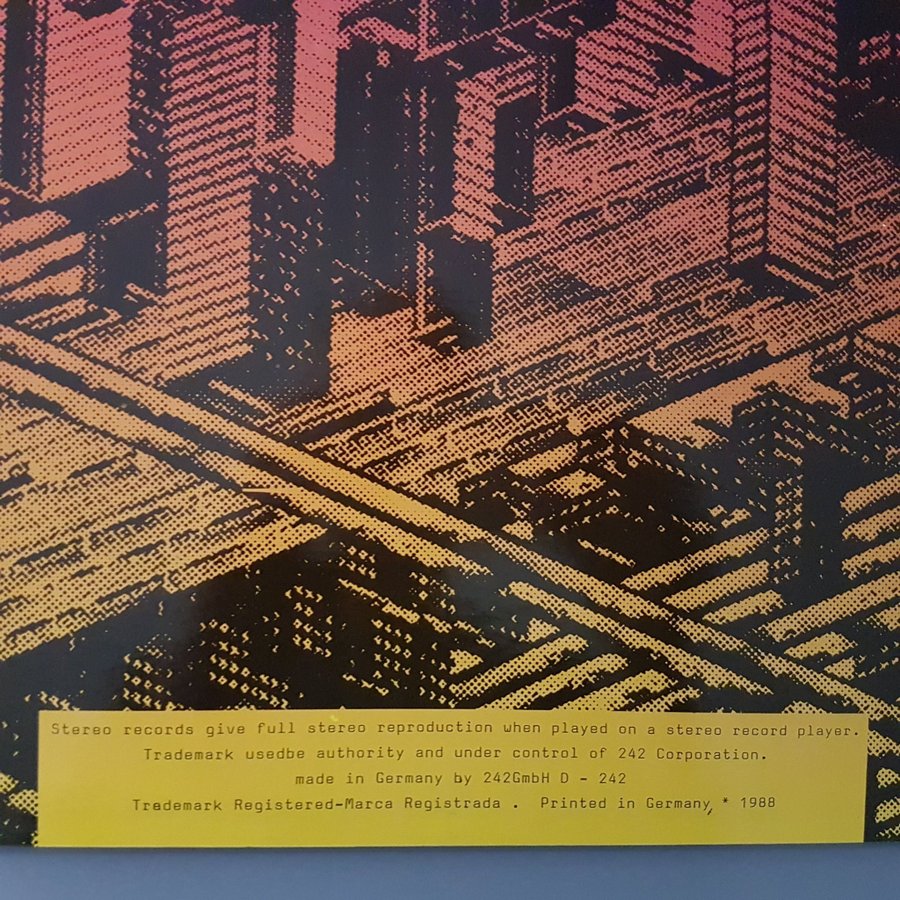 Stereo records give full stereo reproduction when played on a stereo record player.
Trademark usedbe authority and under control of 242 Corporation.
made in Germany by 242GmbH D - 242
Trademark Registered-Marca Registrada . Printed in Germany, * 1988